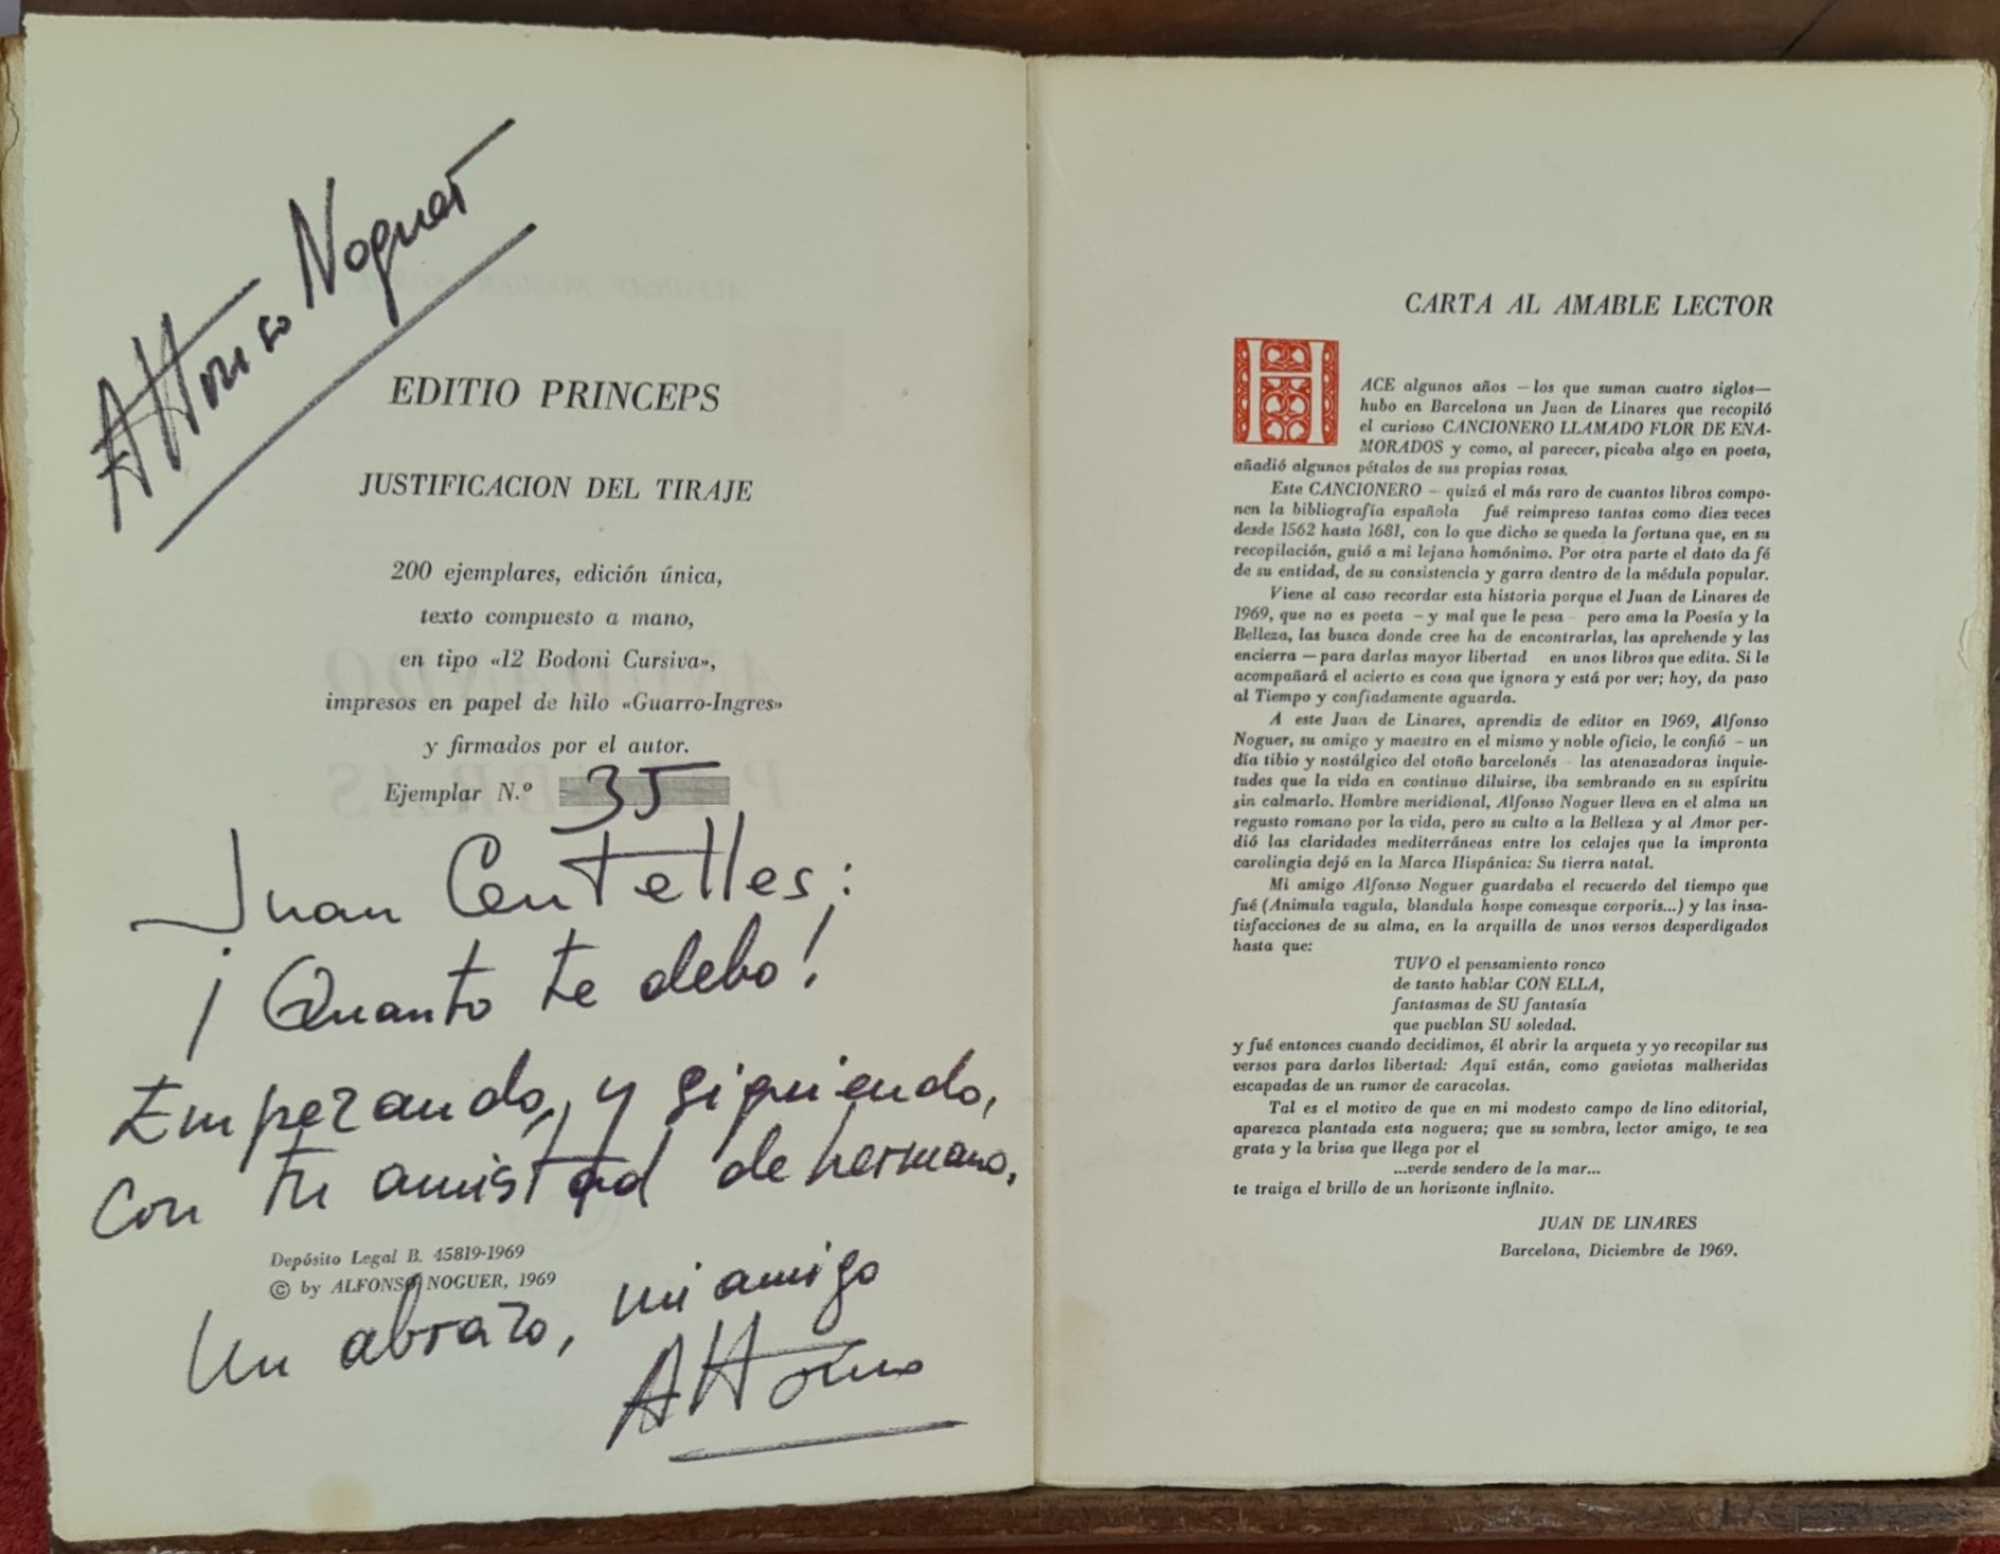 Alfonso Noguer
EDITIO PRINCEPS
JUSTIFICACION DEL TIRAJE
200 ejemplares, edición única,
texto compuesto a mano,
en tipo «12 Bodoni Cursiva»,
impresos en papel de hilo «Guarro-Ingres»
y firmados por el autor.
Ejemplar N.º 35
Juan Centelles:
¡Quanto te debo!
Empezando, y siguiendo,
con tu amistad de hermano.
Depósito Legal B. 45819-1969
© by ALFONSO NOGUER, 1969
Un abrazo, mi amigo
Alfonso
CARTA AL AMABLE LECTOR
HACE algunos años —los que suman cuatro siglos—
hubo en Barcelona un Juan de Linares que recopiló
el curioso CANCIONERO LLAMADO FLOR DE ENA-
MORADOS y como, al parecer, picaba algo en poeta,
añadió algunos pétalos de sus propias rosas.
Este CANCIONERO — quizá el más raro de cuantos libros compo-
nen la bibliografía española fué reimpreso tantas como diez veces
desde 1562 hasta 1681, con lo que dicho se queda la fortuna que, en su
recopilación, guió a mi lejano homónimo. Por otra parte el dato da fé
de su entidad, de su consistencia y garra dentro de la médula popular.
Viene al caso recordar esta historia porque el Juan de Linares de
1969, que no es poeta — y mal que le pesa — pero ama la Poesía y la
Belleza, las busca donde cree ha de encontrarlas, las aprehende y las
encierra — para darlas mayor libertad en unos libros que edita. Si le
acompañará el acierto es cosa que ignora y está por ver; hoy, da paso
al Tiempo y confiadamente aguarda.
A este Juan de Linares, aprendiz de editor en 1969, Alfonso
Noguer, su amigo y maestro en el mismo y noble oficio, le confió — un
día tibio y nostálgico del otoño barcelonés — las atenazadoras inquie-
tudes que la vida en continuo diluirse, iba sembrando en su espíritu
sin calmarlo. Hombre meridional, Alfonso Noguer lleva en el alma un
regusto romano por la vida, pero su culto a la Belleza y al Amor per-
dió las claridades mediterráneas entre los celajes que la impronta
carolingia dejó en la Marca Hispánica: Su tierra natal.
Mi amigo Alfonso Noguer guardaba el recuerdo del tiempo que
fué (Animula vagula, blandula hospe comesque corporis...) y las insa-
tisfacciones de su alma, en la arquilla de unos versos desperdigados
hasta que:
TUVO el pensamiento ronco
de tanto hablar CON ELLA,
fantasmas de SU fantasía
que pueblan SU soledad.
y fué entonces cuando decidimos, él abrir la arqueta y yo recopilar sus
versos para darlos libertad: Aquí están, como gaviotas malheridas
escapadas de un rumor de caracolas.
Tal es el motivo de que en mi modesto campo de lino editorial,
aparezca plantada esta noguera; que su sombra, lector amigo, te sea
grata y la brisa que llega por el
...verde sendero de la mar...
te traiga el brillo de un horizonte infinito.
JUAN DE LINARES
Barcelona, Diciembre de 1969.